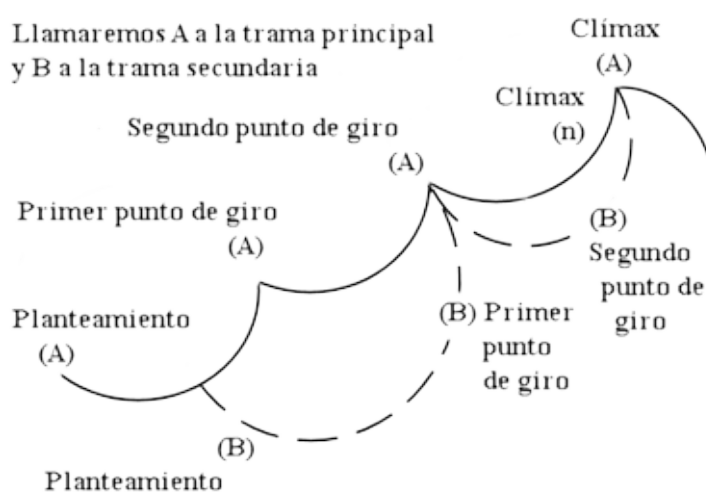 Llamaremos A a la trama principal
y B a la trama secundaria
Clímax
(A)
Clímax
(n)
Segundo punto de giro
(A)
Primer punto de giro
(A)
(B)
Segundo
punto de
giro
Planteamiento
(A)
(B) Primer
punto
de giro
(B)
Planteamiento